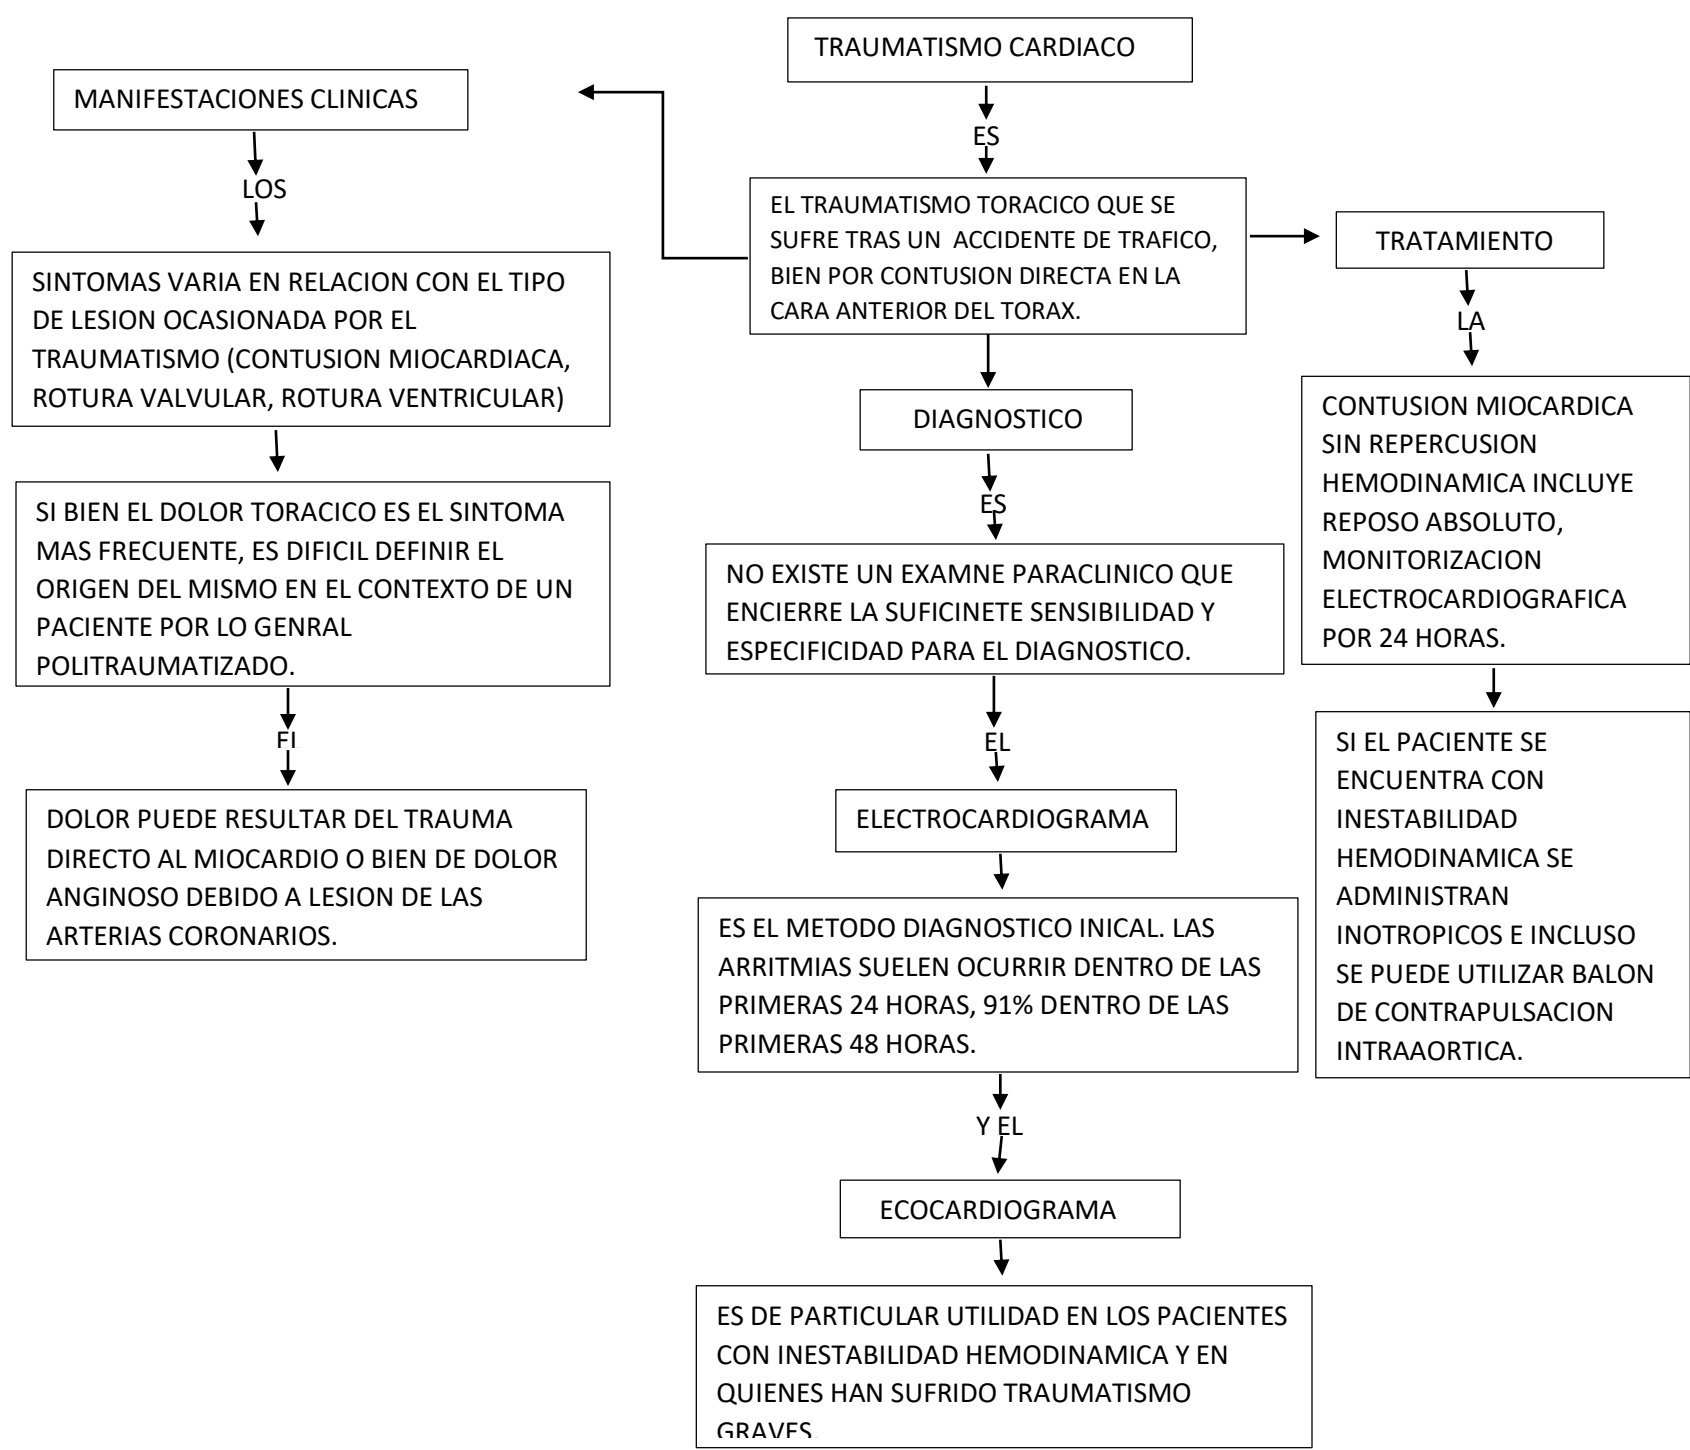 TRAUMATISMO CARDIACO
ES
EL TRAUMATISMO TORACICO QUE SE
SUFRE TRAS UN ACCIDENTE DE TRAFICO,
BIEN POR CONTUSION DIRECTA EN LA
CARA ANTERIOR DEL TORAX.
MANIFESTACIONES CLINICAS
LOS
SINTOMAS VARIA EN RELACION CON EL TIPO
DE LESION OCASIONADA POR EL
TRAUMATISMO (CONTUSION MIOCARDIACA,
ROTURA VALVULAR, ROTURA VENTRICULAR)
SI BIEN EL DOLOR TORACICO ES EL SINTOMA
MAS FRECUENTE, ES DIFICIL DEFINIR EL
ORIGEN DEL MISMO EN EL CONTEXTO DE UN
PACIENTE POR LO GENRAL
POLITRAUMATIZADO.
EL
DOLOR PUEDE RESULTAR DEL TRAUMA
DIRECTO AL MIOCARDIO O BIEN DE DOLOR
ANGINOSO DEBIDO A LESION DE LAS
ARTERIAS CORONARIOS.
DIAGNOSTICO
ES
NO EXISTE UN EXAMNE PARACLINICO QUE
ENCIERRE LA SUFICINETE SENSIBILIDAD Y
ESPECIFICIDAD PARA EL DIAGNOSTICO.
EL
ELECTROCARDIOGRAMA
ES EL METODO DIAGNOSTICO INICAL. LAS
ARRITMIAS SUELEN OCURRIR DENTRO DE LAS
PRIMERAS 24 HORAS, 91% DENTRO DE LAS
PRIMERAS 48 HORAS.
Y EL
ECOCARDIOGRAMA
ES DE PARTICULAR UTILIDAD EN LOS PACIENTES
CON INESTABILIDAD HEMODINAMICA Y EN
QUIENES HAN SUFRIDO TRAUMATISMO
GRAVES.
TRATAMIENTO
LA
CONTUSION MIOCARDICA
SIN REPERCUSION
HEMODINAMICA INCLUYE
REPOSO ABSOLUTO,
MONITORIZACION
ELECTROCARDIOGRAFICA
POR 24 HORAS.
SI EL PACIENTE SE
ENCUENTRA CON
INESTABILIDAD
HEMODINAMICA SE
ADMINISTRAN
INOTROPICOS E INCLUSO
SE PUEDE UTILIZAR BALON
DE CONTRAPULSACION
INTRAAORTICA.